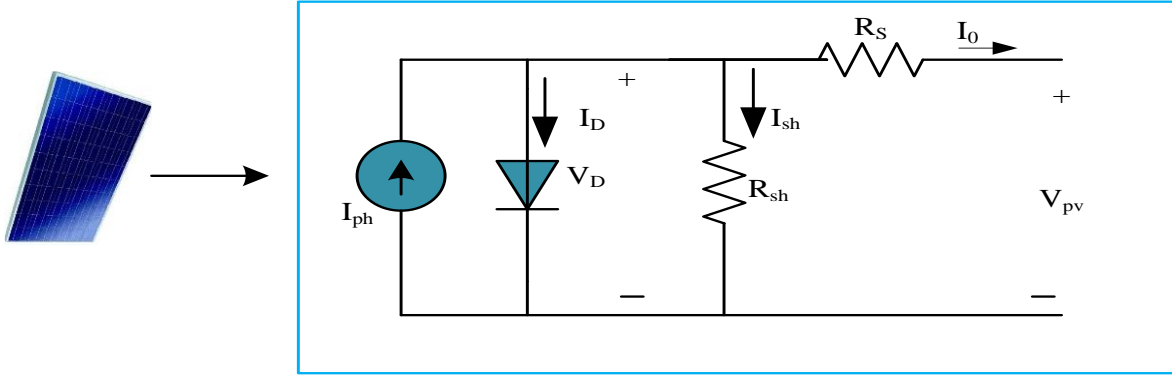 R_S
I_0
+
+
I_D
I_sh
V_D
R_sh
I_ph
V_pv
−
−